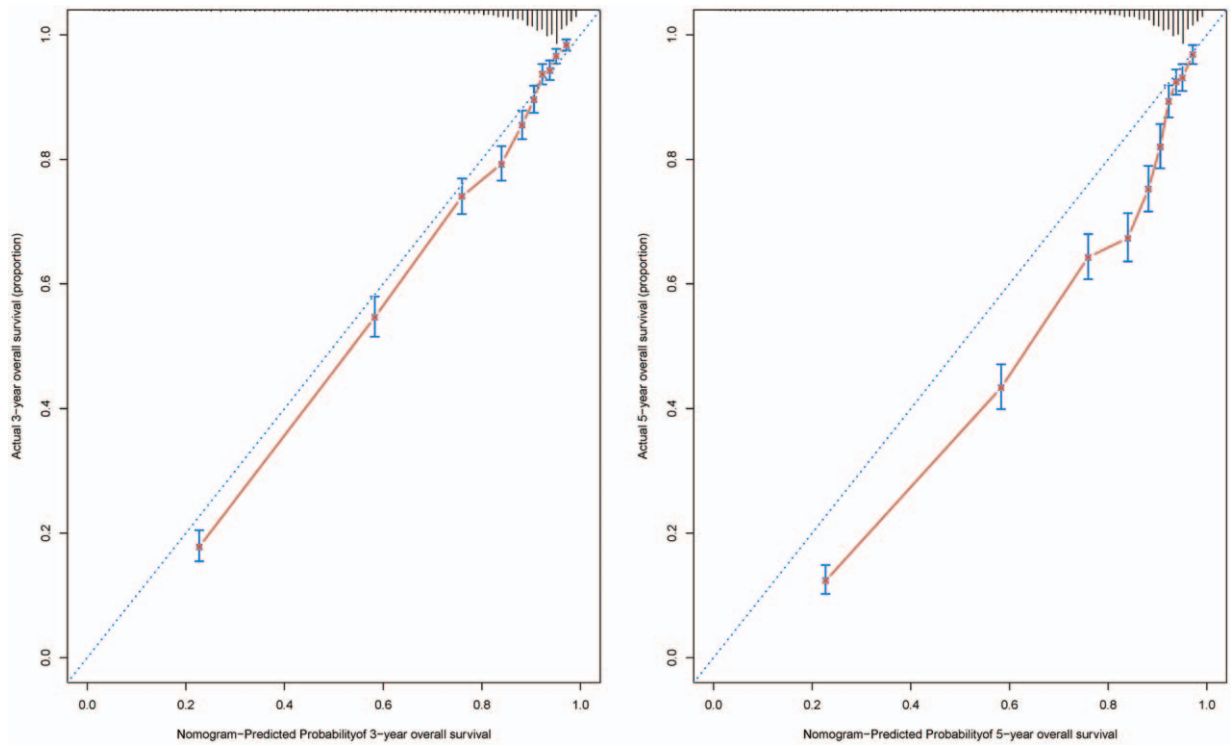 1.0
0.8
0.6
0.4
0.2
0.0
Actual 3−year overall survival (proportion)
0.0 0.2 0.4 0.6 0.8 1.0
Nomogram−Predicted Probabilityof 3−year overall survival
1.0
0.8
0.6
0.4
0.2
0.0
Actual 5−year overall survival (proportion)
0.0 0.2 0.4 0.6 0.8 1.0
Nomogram−Predicted Probabilityof 5−year overall survival